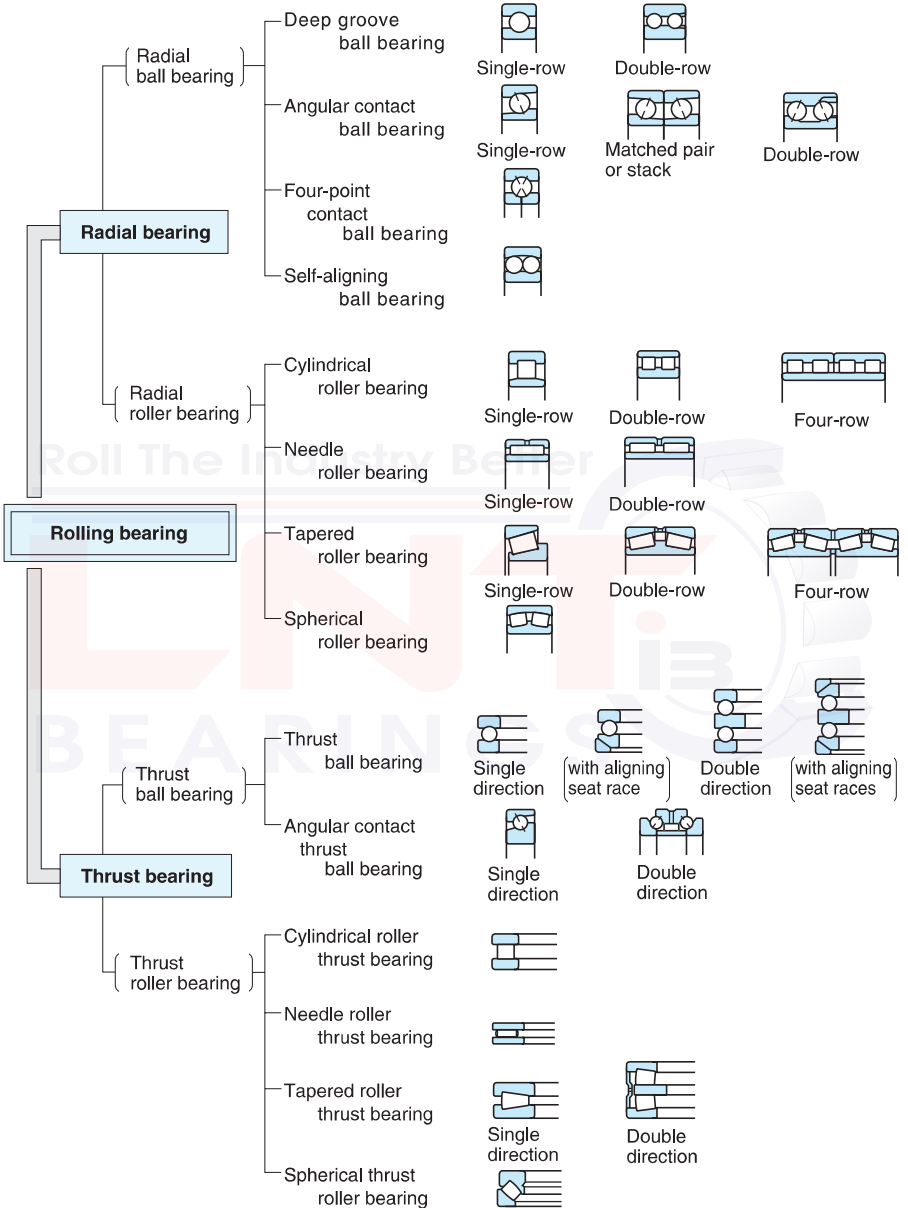 Deep groove
ball bearing
Single-row
Double-row
Radial
ball bearing
Angular contact
ball bearing
Single-row
Matched pair
or stack
Double-row
Four-point
contact
ball bearing
Radial bearing
Self-aligning
ball bearing
Cylindrical
roller bearing
Single-row
Double-row
Four-row
Radial
roller bearing
Needle
roller bearing
Single-row
Double-row
Roll The Industry Better
Rolling bearing
Tapered
roller bearing
Single-row
Double-row
Four-row
Spherical
roller bearing
LNT
iB
BEARINGS
Thrust
ball bearing
Single
direction
(with aligning
seat race)
Double
direction
(with aligning
seat races)
Thrust
ball bearing
Angular contact
thrust
ball bearing
Single
direction
Double
direction
Thrust bearing
Cylindrical roller
thrust bearing
Thrust
roller bearing
Needle roller
thrust bearing
Tapered roller
thrust bearing
Single
direction
Double
direction
Spherical thrust
roller bearing